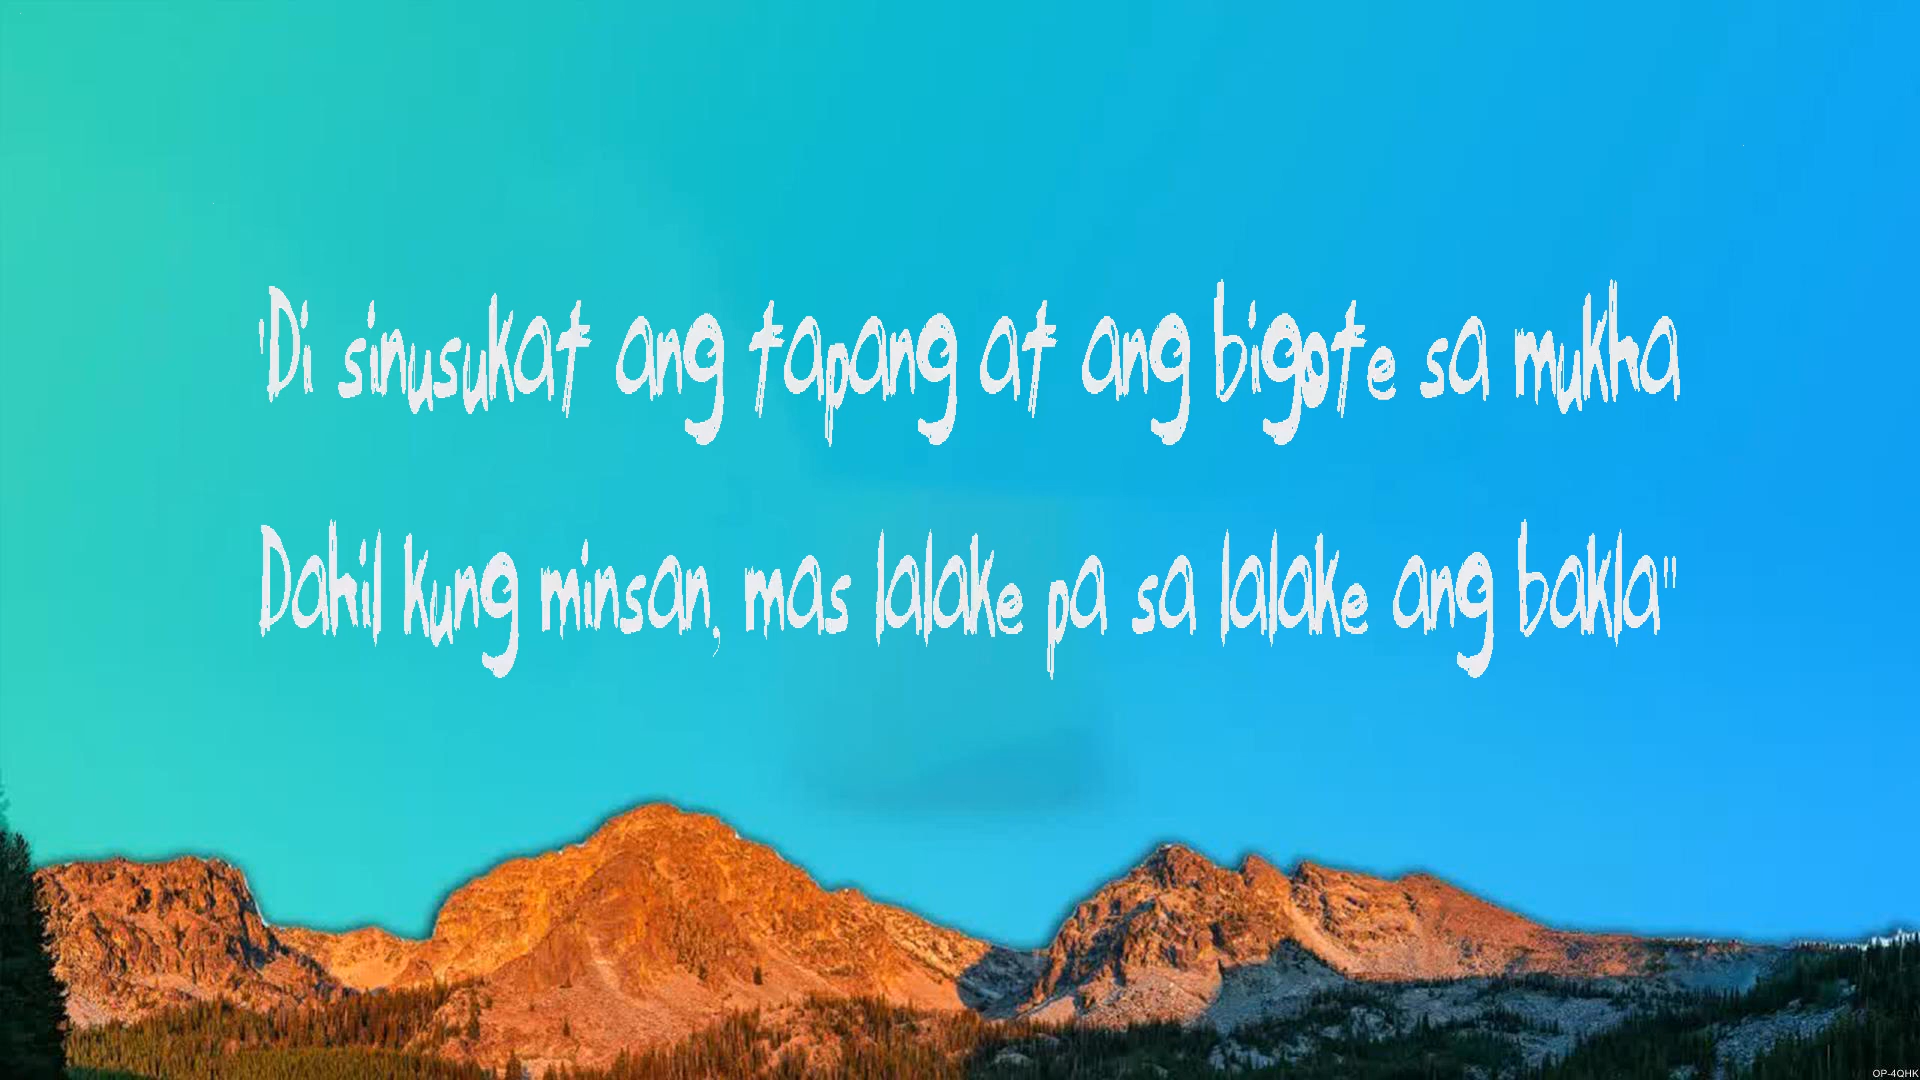 'Di sinusukat ang tapang at ang bigote sa mukha
Dahil kung minsan, mas lalake pa sa lalake ang bakla"
OP-4QHK